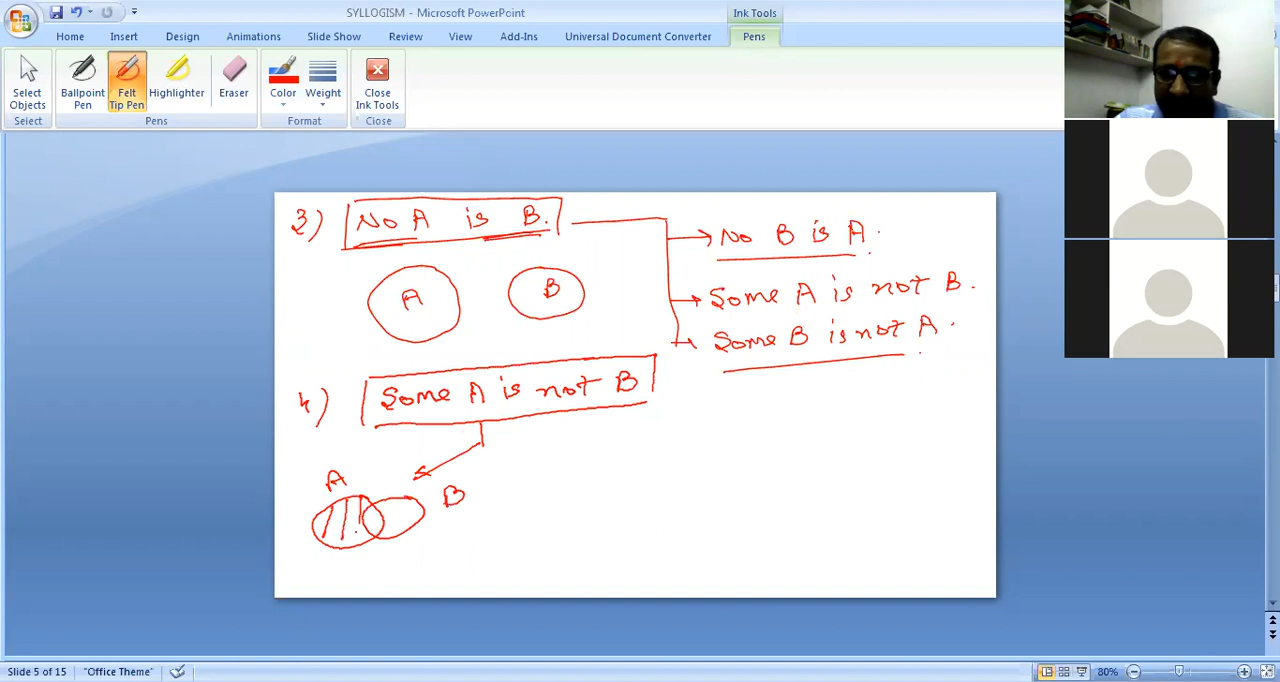 SYLLOGISM - Microsoft PowerPoint
Ink Tools
Home Insert Design Animations Slide Show Review View Add-Ins Universal Document Converter Pens
Select Objects
Ballpoint Pen
Felt Tip Pen
Highlighter
Eraser
Color
Weight
Close Ink Tools
Select Pens Format Close
3) No A is B.
A B
No B is A.
Some A is not B.
Some B is not A.
4) Some A is not B
A B
Slide 5 of 15 "Office Theme" 80%